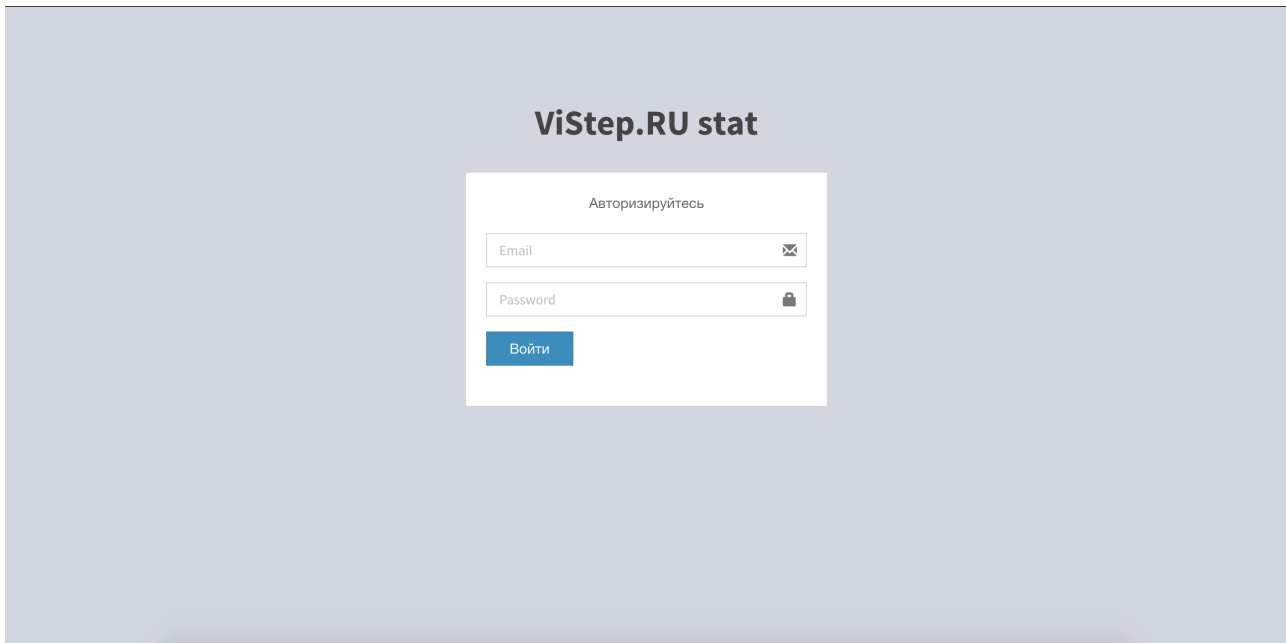 ViStep.RU stat
Авторизируйтесь
Email
Password
Войти